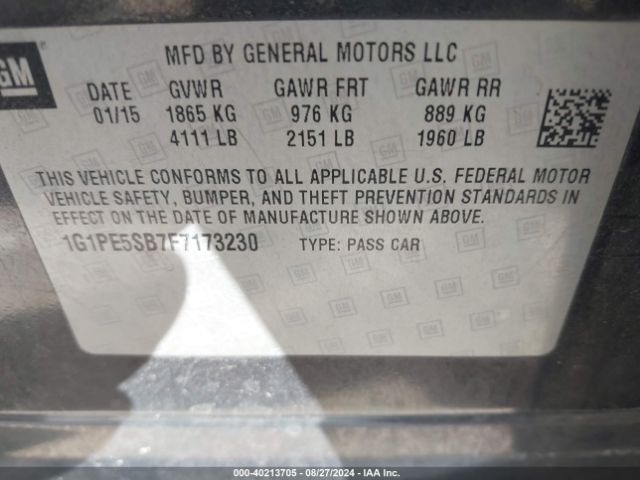 GM
MFD BY GENERAL MOTORS LLC
DATE GVWR GAWR FRT GAWR RR
01/15 1865 KG 976 KG 889 KG
4111 LB 2151 LB 1960 LB
THIS VEHICLE CONFORMS TO ALL APPLICABLE U.S. FEDERAL MOTOR
VEHICLE SAFETY, BUMPER, AND THEFT PREVENTION STANDARDS IN
EFFECT ON THE DATE OF MANUFACTURE SHOWN ABOVE.
1G1PE5SB7F7173230 TYPE: PASS CAR
000-40213705 - 08/27/2024 - IAA Inc.